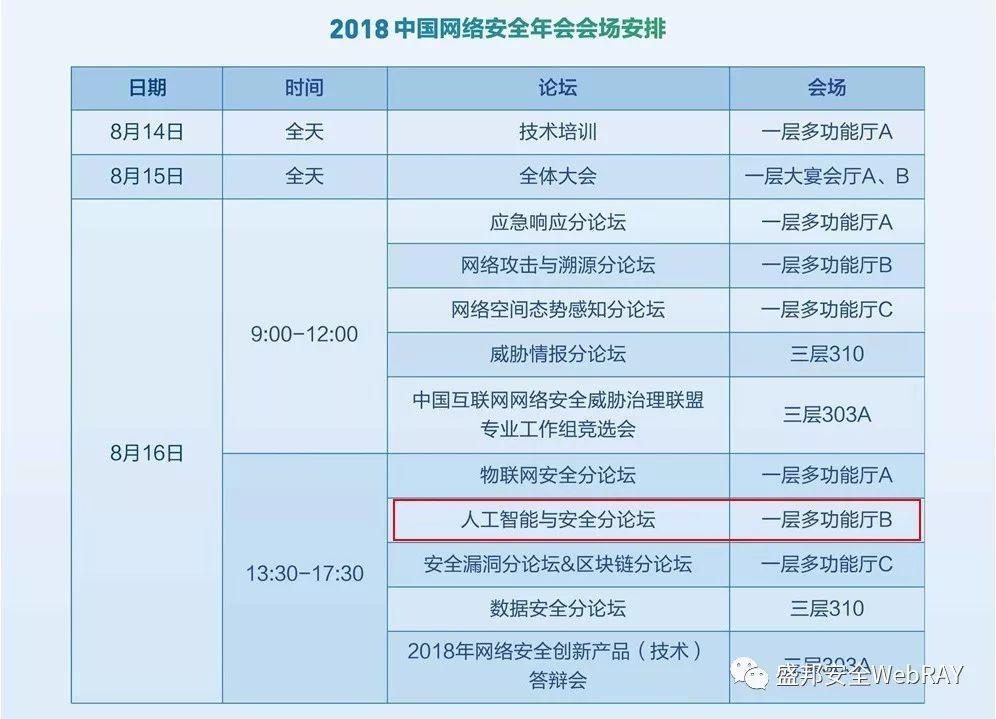 2018 中国网络安全年会会场安排
日期 时间 论坛 会场
8月14日 全天 技术培训 一层多功能厅A
8月15日 全天 全体大会 一层大宴会厅A、B
应急响应分论坛 一层多功能厅A
网络攻击与溯源分论坛 一层多功能厅B
网络空间态势感知分论坛 一层多功能厅C
9:00-12:00
威胁情报分论坛 三层310
中国互联网网络安全威胁治理联盟
专业工作组竞选会
三层303A
8月16日
物联网安全分论坛 一层多功能厅A
人工智能与安全分论坛 一层多功能厅B
安全漏洞分论坛&区块链分论坛 一层多功能厅C
13:30-17:30
数据安全分论坛 三层310
2018年网络安全创新产品（技术）
答辩会
三层303A
盛邦安全WebRAY